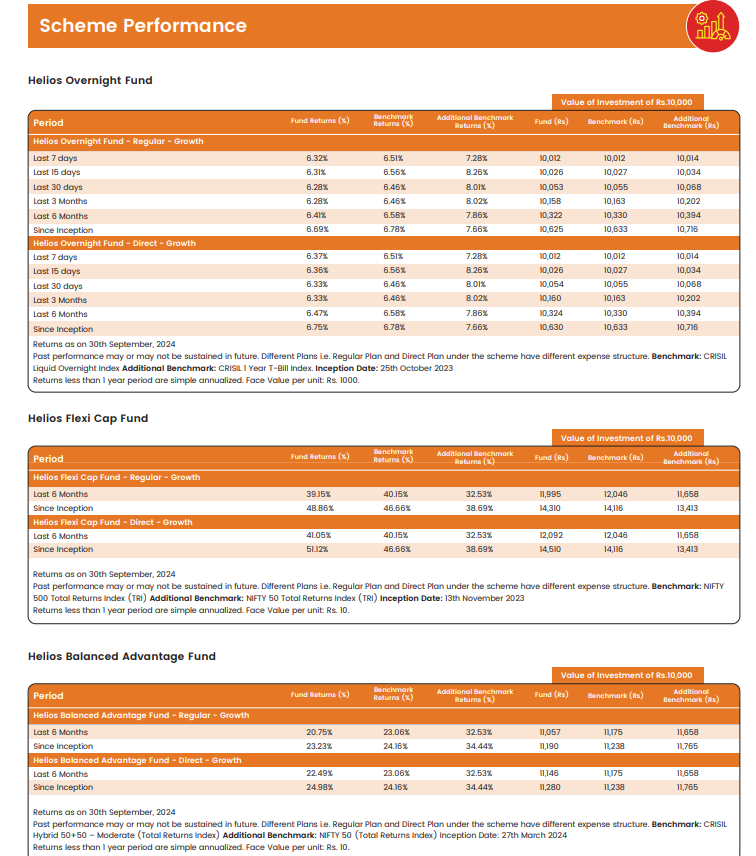 Scheme Performance
Helios Overnight Fund
Value of Investment of Rs.10,000
Period Fund Returns (%) Benchmark Returns (%) Additional Benchmark Returns (%) Fund (Rs) Benchmark (Rs) Additional Benchmark (Rs)
Helios Overnight Fund - Regular - Growth
Last 7 days 6.32% 6.51% 7.28% 10,012 10,012 10,014
Last 15 days 6.31% 6.56% 8.26% 10,026 10,027 10,034
Last 30 days 6.28% 6.46% 8.01% 10,053 10,055 10,068
Last 3 Months 6.28% 6.46% 8.02% 10,158 10,163 10,202
Last 6 Months 6.41% 6.58% 7.86% 10,322 10,330 10,394
Since Inception 6.69% 6.78% 7.66% 10,625 10,633 10,716
Helios Overnight Fund - Direct - Growth
Last 7 days 6.37% 6.51% 7.28% 10,012 10,012 10,014
Last 15 days 6.36% 6.56% 8.26% 10,026 10,027 10,034
Last 30 days 6.33% 6.46% 8.01% 10,054 10,055 10,068
Last 3 Months 6.33% 6.46% 8.02% 10,160 10,163 10,202
Last 6 Months 6.47% 6.58% 7.86% 10,324 10,330 10,394
Since Inception 6.75% 6.78% 7.66% 10,630 10,633 10,716
Returns as on 30th September, 2024
Past performance may or may not be sustained in future. Different Plans i.e. Regular Plan and Direct Plan under the scheme have different expense structure. Benchmark: CRISIL
Liquid Overnight Index Additional Benchmark: CRISIL 1 Year T-Bill Index. Inception Date: 25th October 2023
Returns less than 1 year period are simple annualized. Face Value per unit: Rs. 1000.
Helios Flexi Cap Fund
Value of Investment of Rs.10,000
Period Fund Returns (%) Benchmark Returns (%) Additional Benchmark Returns (%) Fund (Rs) Benchmark (Rs) Additional Benchmark (Rs)
Helios Flexi Cap Fund - Regular - Growth
Last 6 Months 39.15% 40.15% 32.53% 11,995 12,046 11,658
Since Inception 48.86% 46.66% 38.69% 14,310 14,116 13,413
Helios Flexi Cap Fund - Direct - Growth
Last 6 Months 41.05% 40.15% 32.53% 12,092 12,046 11,658
Since Inception 51.12% 46.66% 38.69% 14,510 14,116 13,413
Returns as on 30th September, 2024
Past performance may or may not be sustained in future. Different Plans i.e. Regular Plan and Direct Plan under the scheme have different expense structure. Benchmark: NIFTY
500 Total Returns Index (TRI) Additional Benchmark: NIFTY 50 Total Returns Index (TRI) Inception Date: 13th November 2023
Returns less than 1 year period are simple annualized. Face Value per unit: Rs. 10.
Helios Balanced Advantage Fund
Value of Investment of Rs.10,000
Period Fund Returns (%) Benchmark Returns (%) Additional Benchmark Returns (%) Fund (Rs) Benchmark (Rs) Additional Benchmark (Rs)
Helios Balanced Advantage Fund - Regular - Growth
Last 6 Months 20.75% 23.06% 32.53% 11,057 11,175 11,658
Since Inception 23.23% 24.16% 34.44% 11,190 11,238 11,765
Helios Balanced Advantage Fund - Direct - Growth
Last 6 Months 22.49% 23.06% 32.53% 11,146 11,175 11,658
Since Inception 24.98% 24.16% 34.44% 11,280 11,238 11,765
Returns as on 30th September, 2024
Past performance may or may not be sustained in future. Different Plans i.e. Regular Plan and Direct Plan under the scheme have different expense structure. Benchmark: CRISIL
Hybrid 50+50 – Moderate (Total Returns Index) Additional Benchmark: NIFTY 50 (Total Returns Index) Inception Date: 27th March 2024
Returns less than 1 year period are simple annualized. Face Value per unit: Rs. 10.